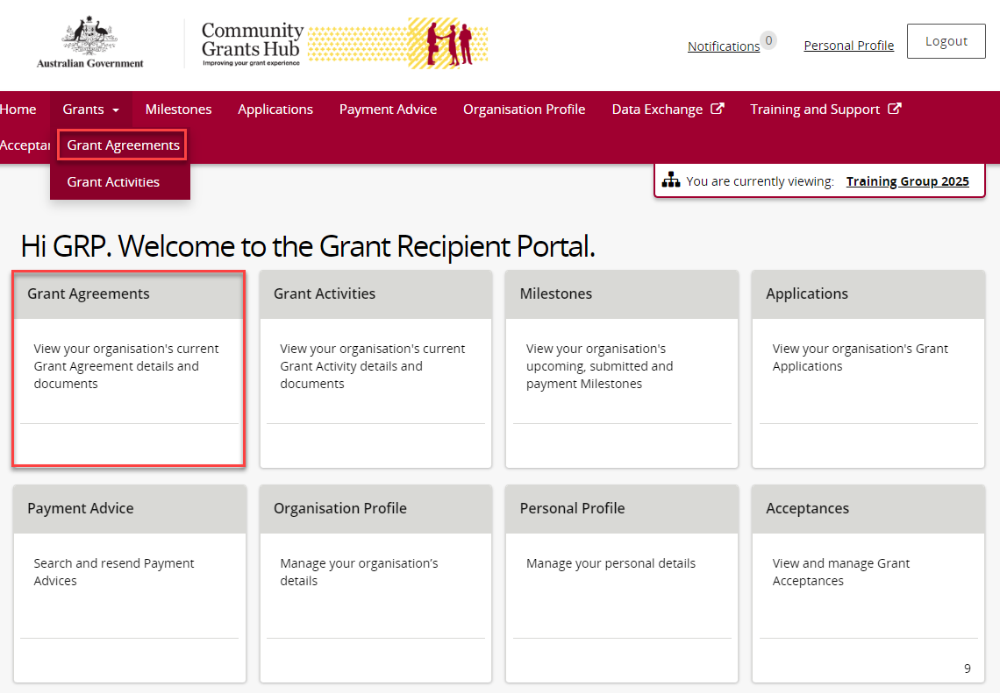 Australian Government
Community
Grants Hub
Improving your grant experience
Notifications 0
Personal Profile
Logout
Home
Grants
Milestones
Applications
Payment Advice
Organisation Profile
Data Exchange
Training and Support
Grant Agreements
Grant Activities
You are currently viewing: Training Group 2025
Hi GRP. Welcome to the Grant Recipient Portal.
Grant Agreements
View your organisation's current
Grant Agreement details and
documents
Grant Activities
View your organisation's current
Grant Activity details and
documents
Milestones
View your organisation's
upcoming, submitted and
payment Milestones
Applications
View your organisation's Grant
Applications
Payment Advice
Search and resend Payment
Advices
Organisation Profile
Manage your organisation’s
details
Personal Profile
Manage your personal details
Acceptances
View and manage Grant
Acceptances
9